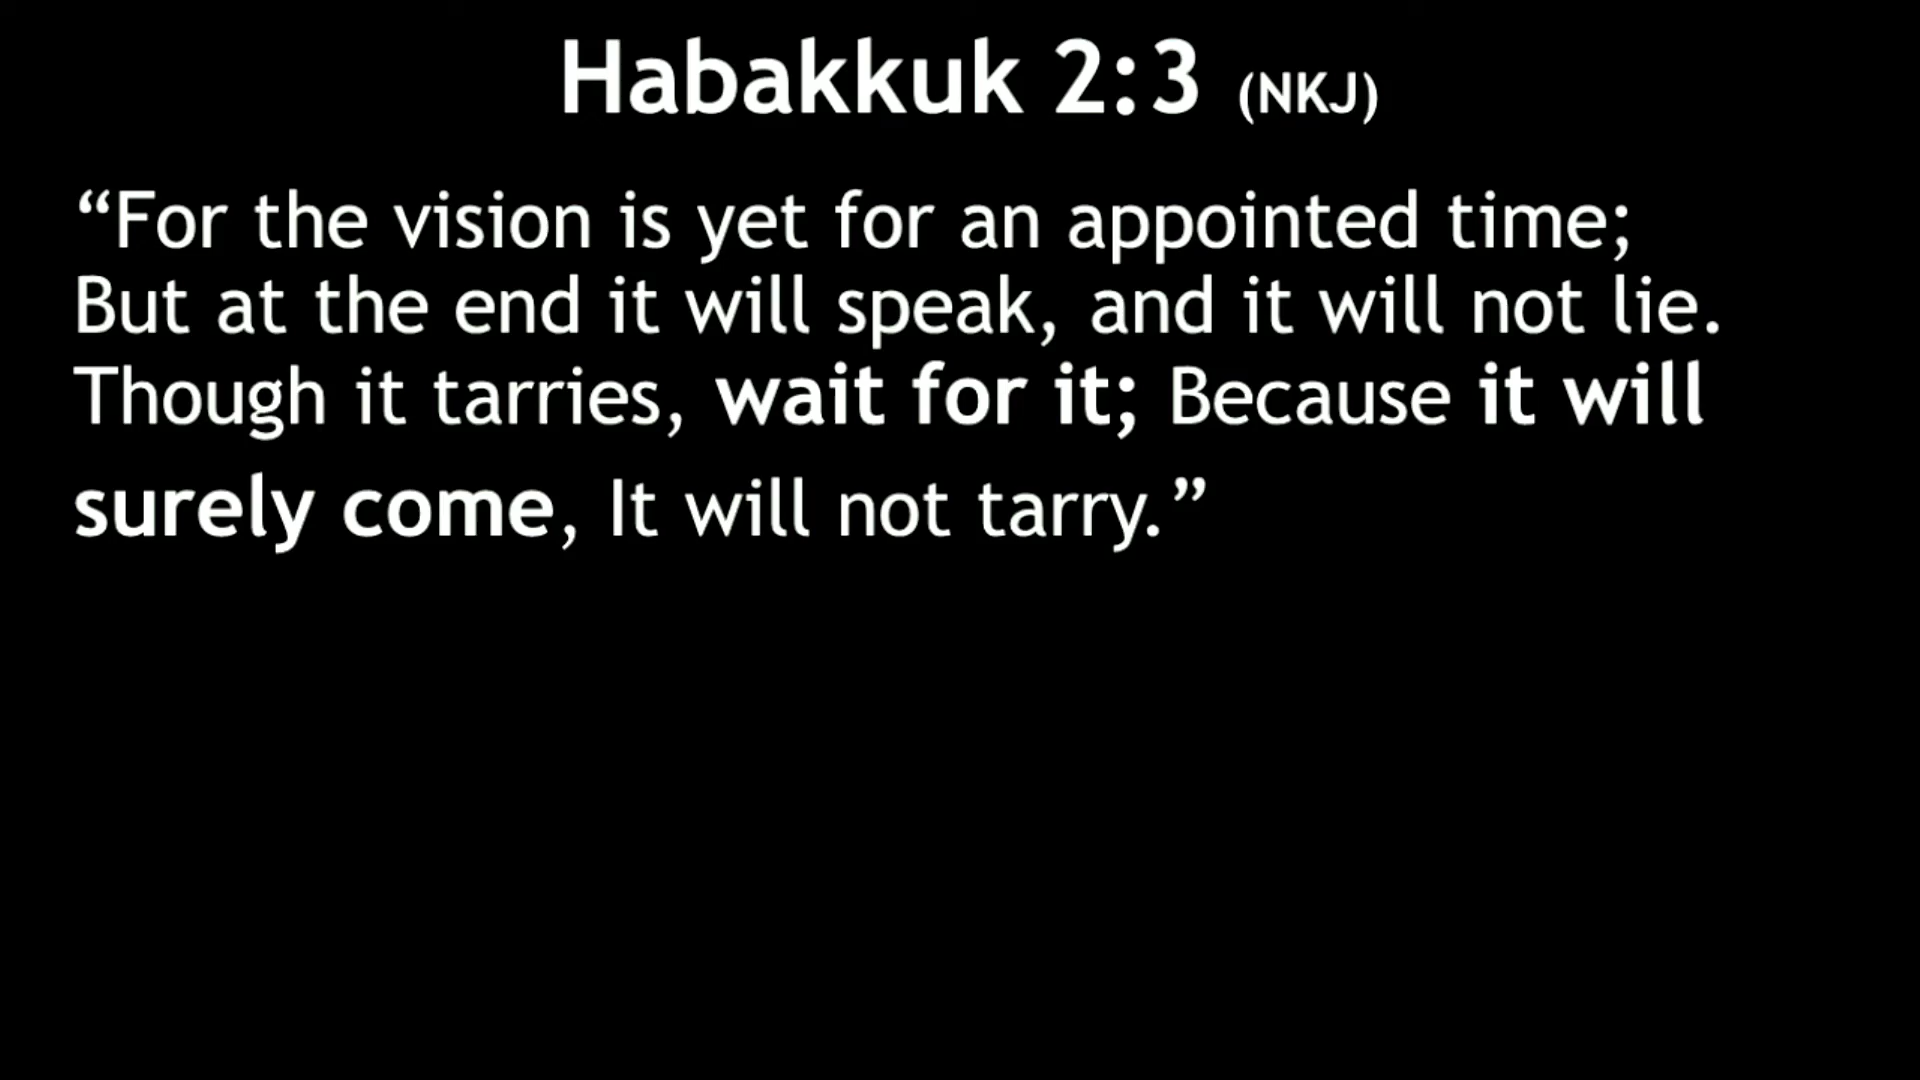 Habakkuk 2:3 (NKJ)
“For the vision is yet for an appointed time;
But at the end it will speak, and it will not lie.
Though it tarries, wait for it; Because it will
surely come, It will not tarry.”